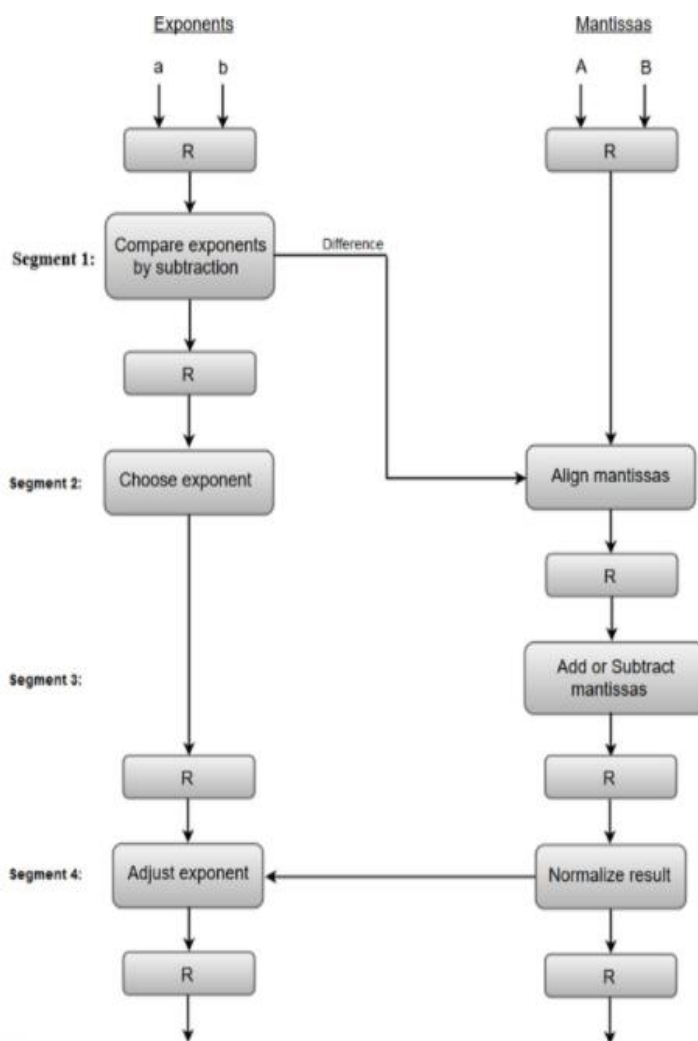 Exponents
Mantissas
a
b
A
B
R
R
Segment 1:
Compare exponents
by subtraction
Difference
R
Segment 2:
Choose exponent
Align mantissas
R
Segment 3:
Add or Subtract
mantissas
R
R
Segment 4:
Adjust exponent
Normalize result
R
R